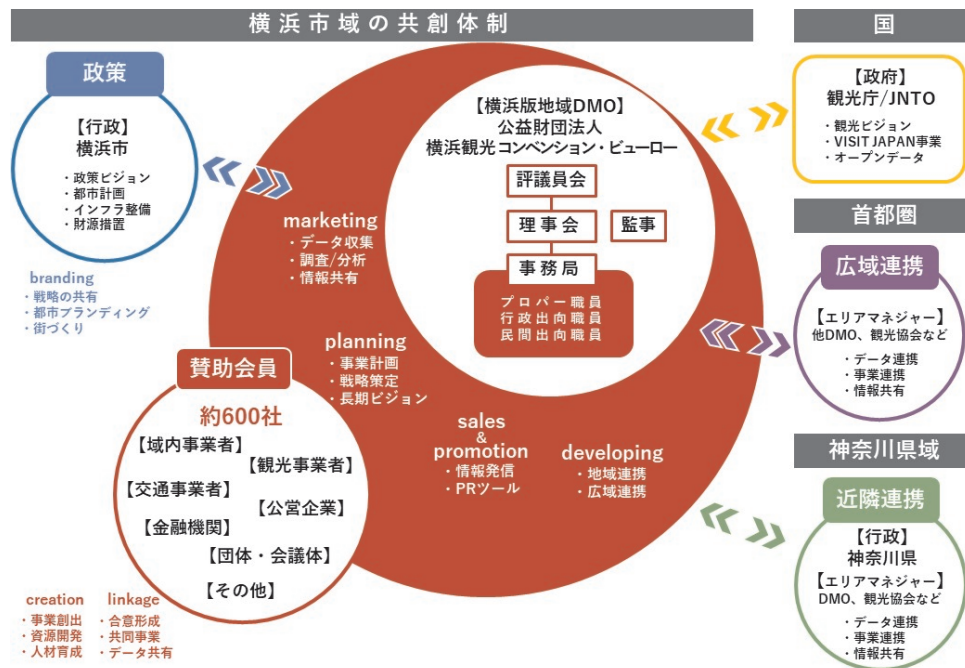 横浜市域の共創体制
政策
【行政】
横浜市
・政策ビジョン
・都市計画
・インフラ整備
・財源措置
branding
・戦略の共有
・都市ブランディング
・街づくり
【横浜版地域DMO】
公益財団法人
横浜観光コンベンション・ビューロー
評議員会
理事会
監事
事務局
プロパー職員
行政出向職員
民間出向職員
marketing
・データ収集
・調査/分析
・情報共有
planning
・事業計画
・戦略策定
・長期ビジョン
sales
&
promotion
・情報発信
・PRツール
developing
・地域連携
・広域連携
賛助会員
約600社
【域内事業者】
【観光事業者】
【交通事業者】
【公営企業】
【金融機関】
【団体・会議体】
【その他】
creation
・事業創出
・資源開発
・人材育成
linkage
・合意形成
・共同事業
・データ共有
国
【政府】
観光庁/JNTO
・観光ビジョン
・VISIT JAPAN事業
・オープンデータ
首都圏
広域連携
【エリアマネジャー】
他DMO、観光協会など
・データ連携
・事業連携
・情報共有
神奈川県域
近隣連携
【行政】
神奈川県
【エリアマネジャー】
DMO、観光協会など
・データ連携
・事業連携
・情報共有